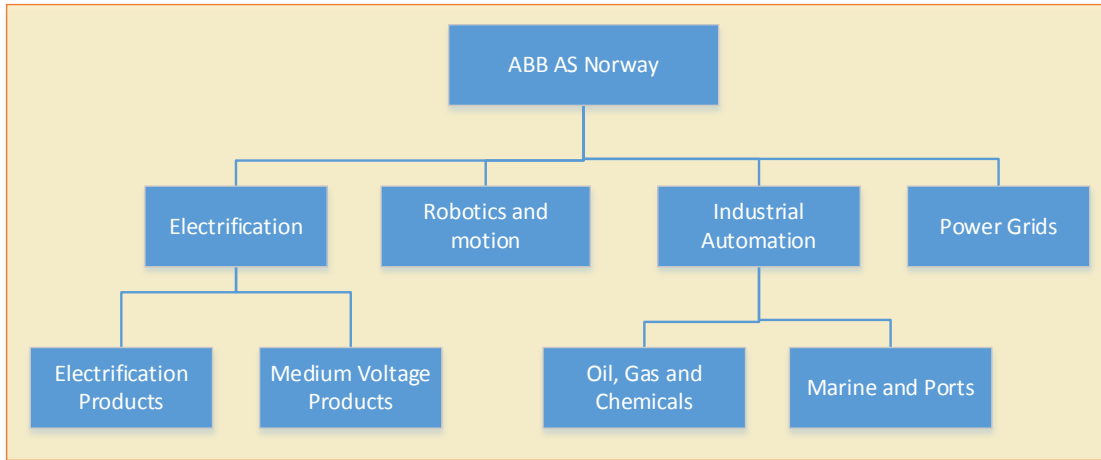 ABB AS Norway
Electrification
Robotics and
motion
Industrial
Automation
Power Grids
Electrification
Products
Medium Voltage
Products
Oil, Gas and
Chemicals
Marine and Ports